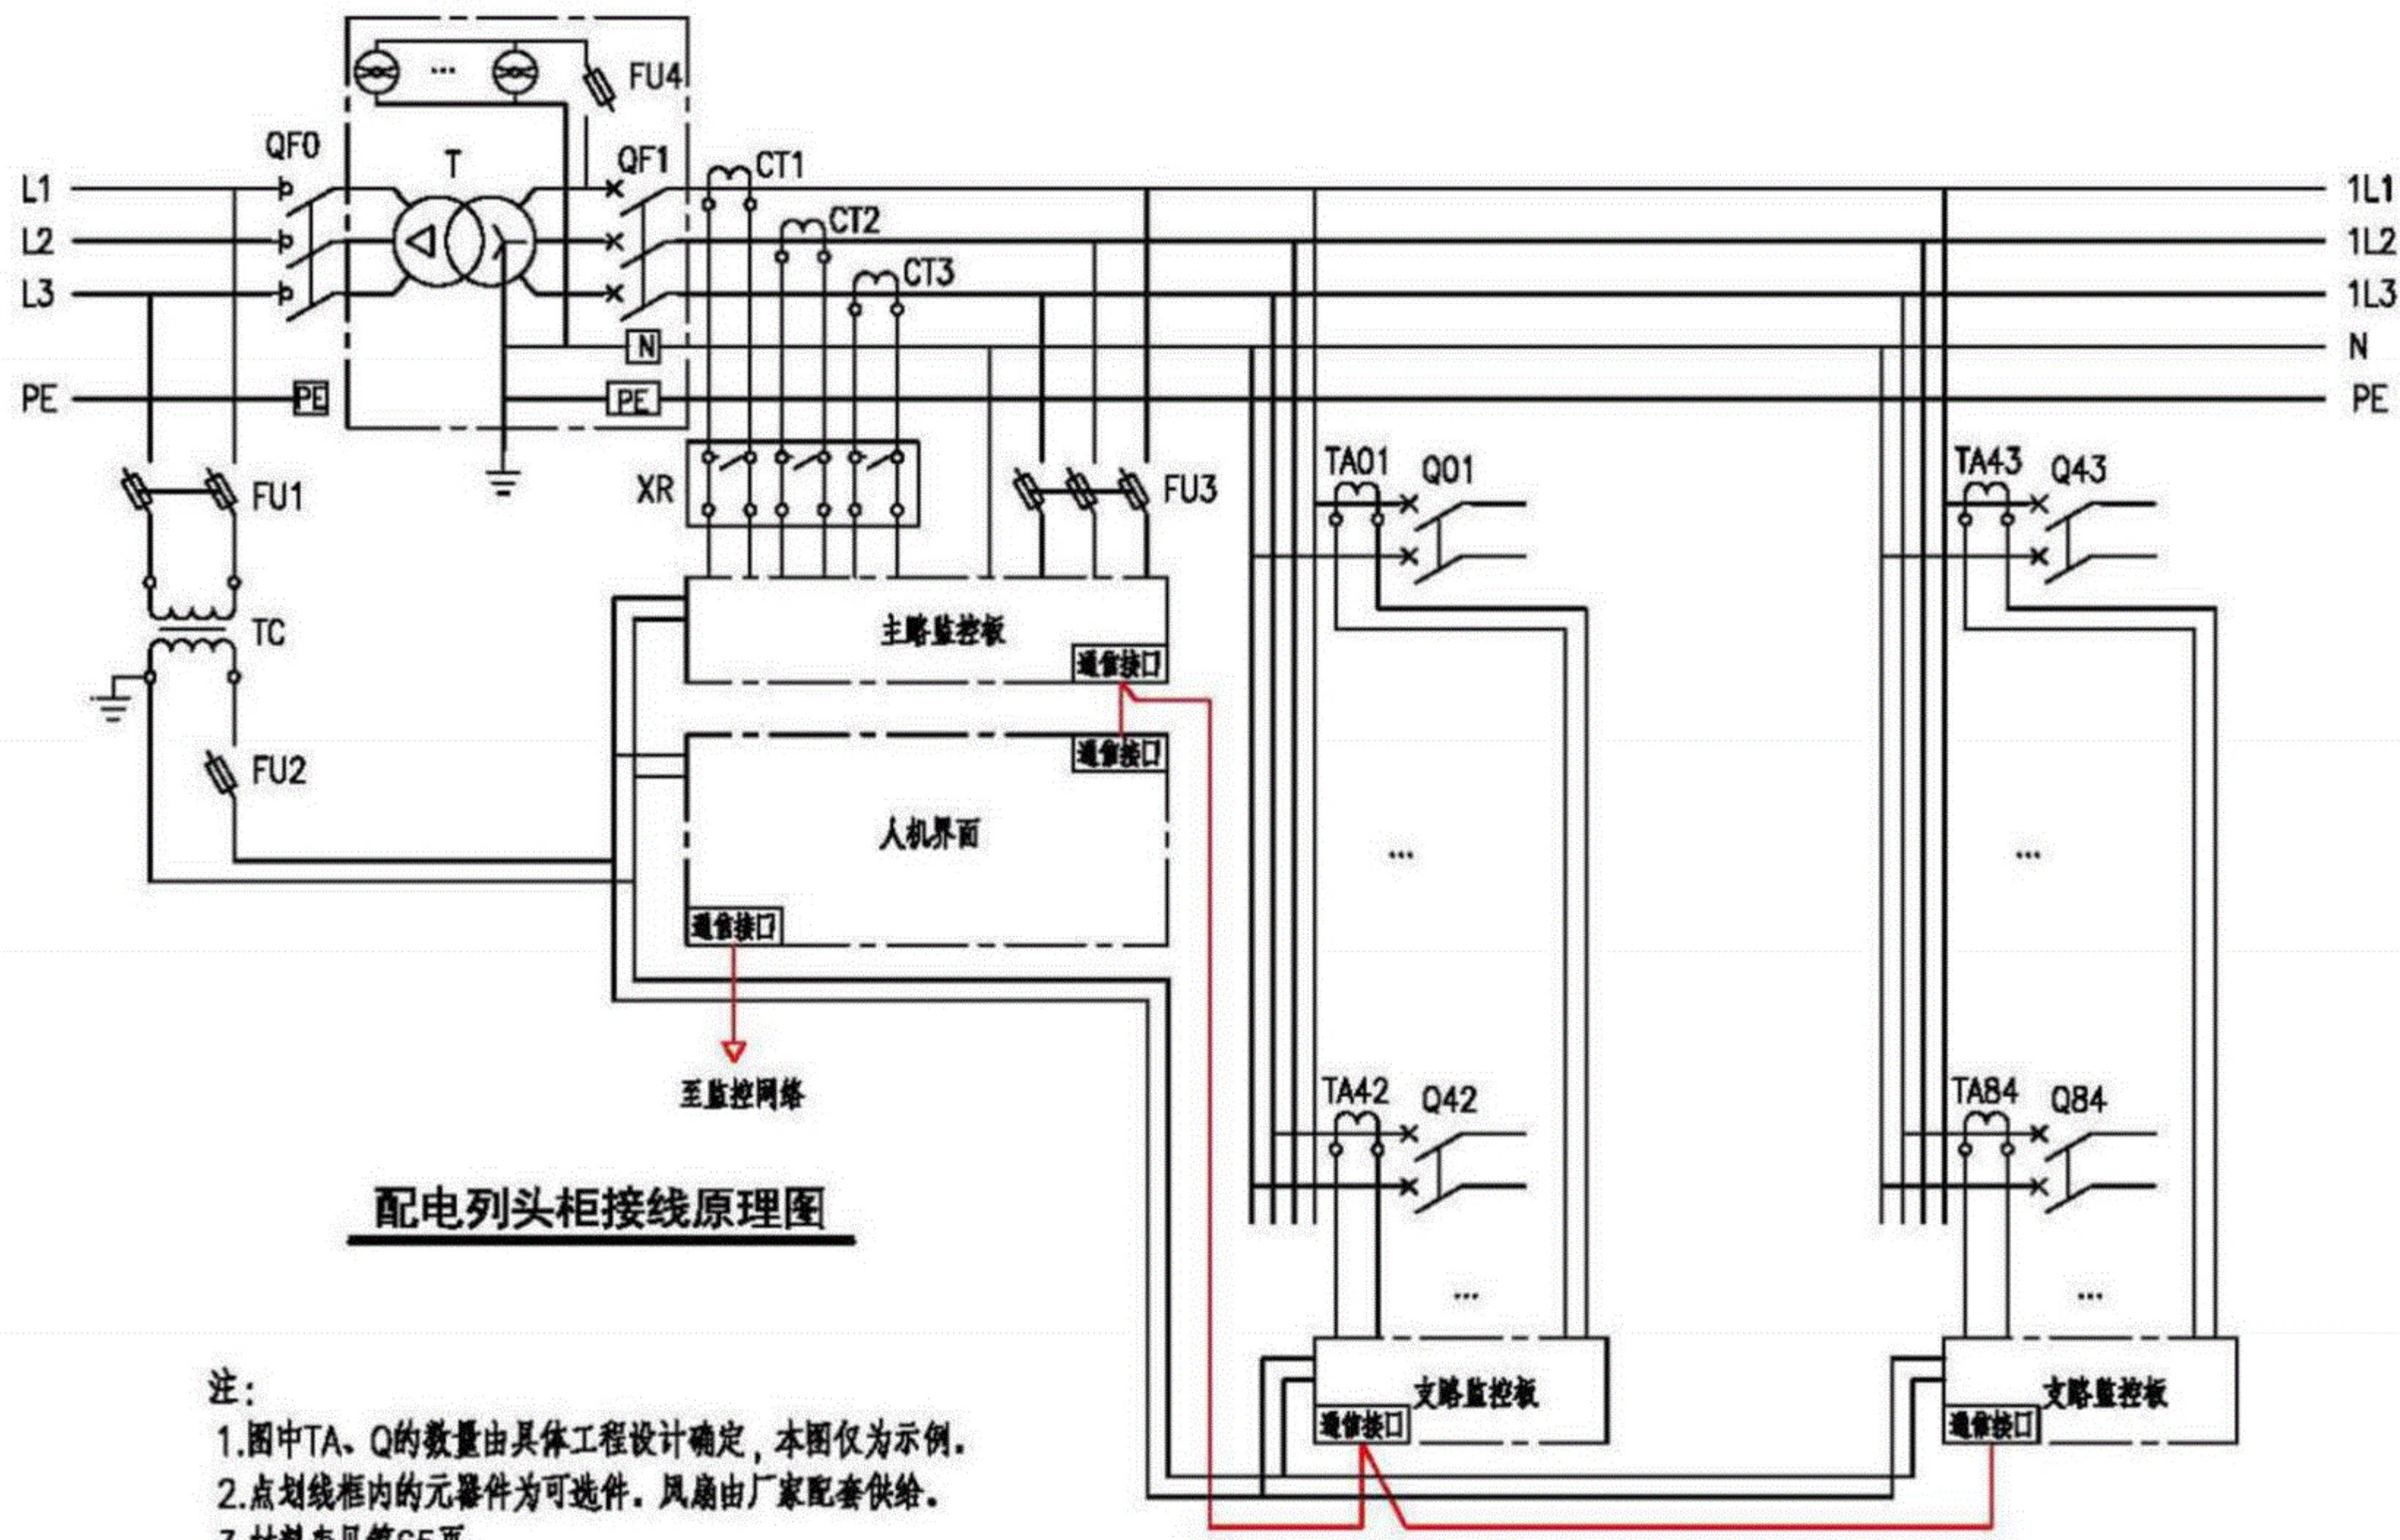 FU4
QF0
T
QF1
CT1
L1
1L1
CT2
L2
1L2
CT3
L3
1L3
N
N
PE
PE
PE
PE
XR
FU1
FU3
TA01
Q01
TA43
Q43
TC
主路监控板
通信接口
通信接口
FU2
人机界面
...
...
...
通信接口
至监控网络
TA42
Q42
TA84
Q84
配电列头柜接线原理图
...
...
支路监控板
通信接口
支路监控板
通信接口
注：
1.图中TA、Q的数量由具体工程设计确定，本图仅为示例。
2.点划线框内的元器件为可选件。风扇由厂家配套供给。